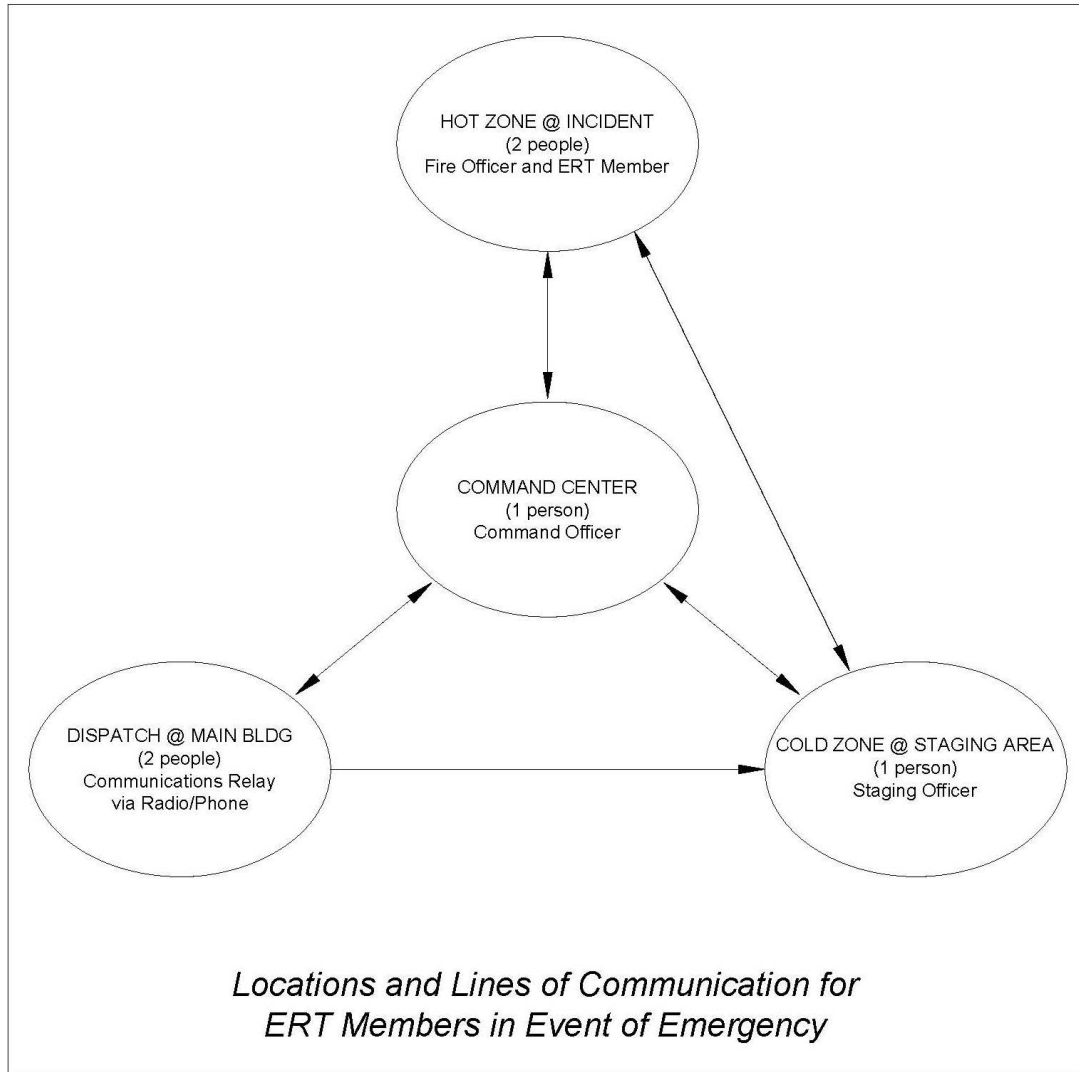 HOT ZONE @ INCIDENT
(2 people)
Fire Officer and ERT Member
COMMAND CENTER
(1 person)
Command Officer
DISPATCH @ MAIN BLDG
(2 people)
Communications Relay
via Radio/Phone
COLD ZONE @ STAGING AREA
(1 person)
Staging Officer
Locations and Lines of Communication for
ERT Members in Event of Emergency